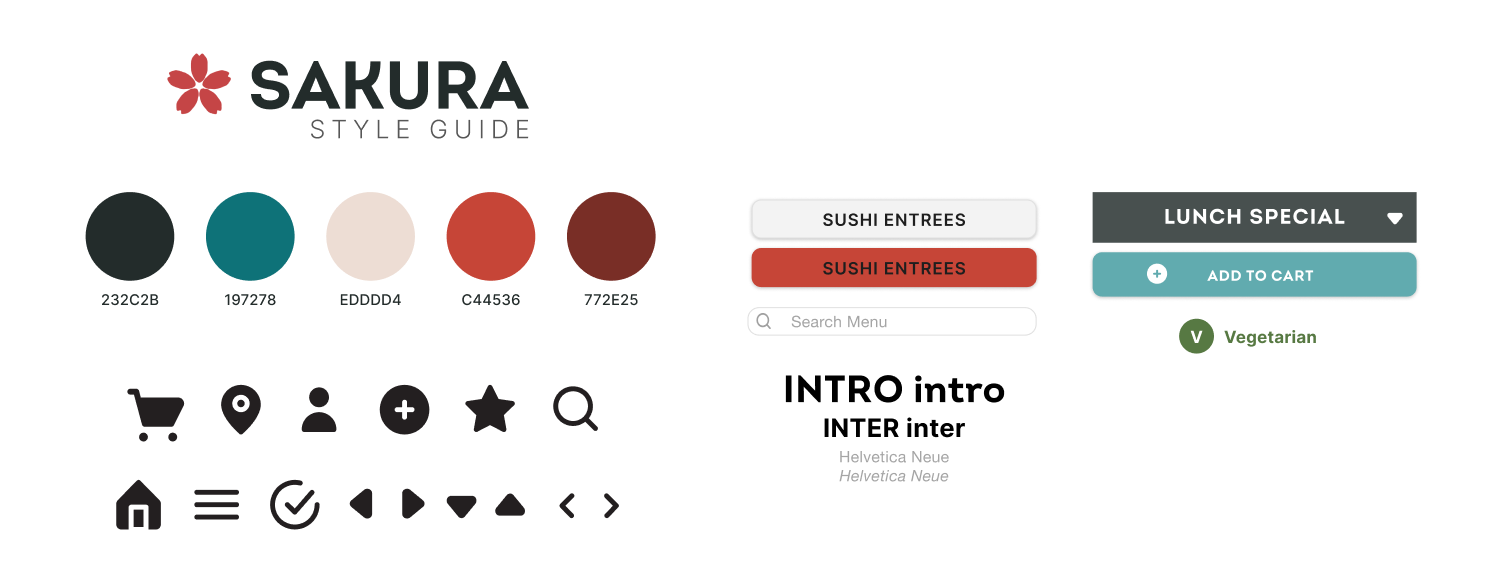 SAKURA
STYLE GUIDE
232C2B
197278
EDDDD4
C44536
772E25
SUSHI ENTREES
SUSHI ENTREES
Search Menu
INTRO intro
INTER inter
Helvetica Neue
Helvetica Neue
LUNCH SPECIAL
ADD TO CART
V Vegetarian